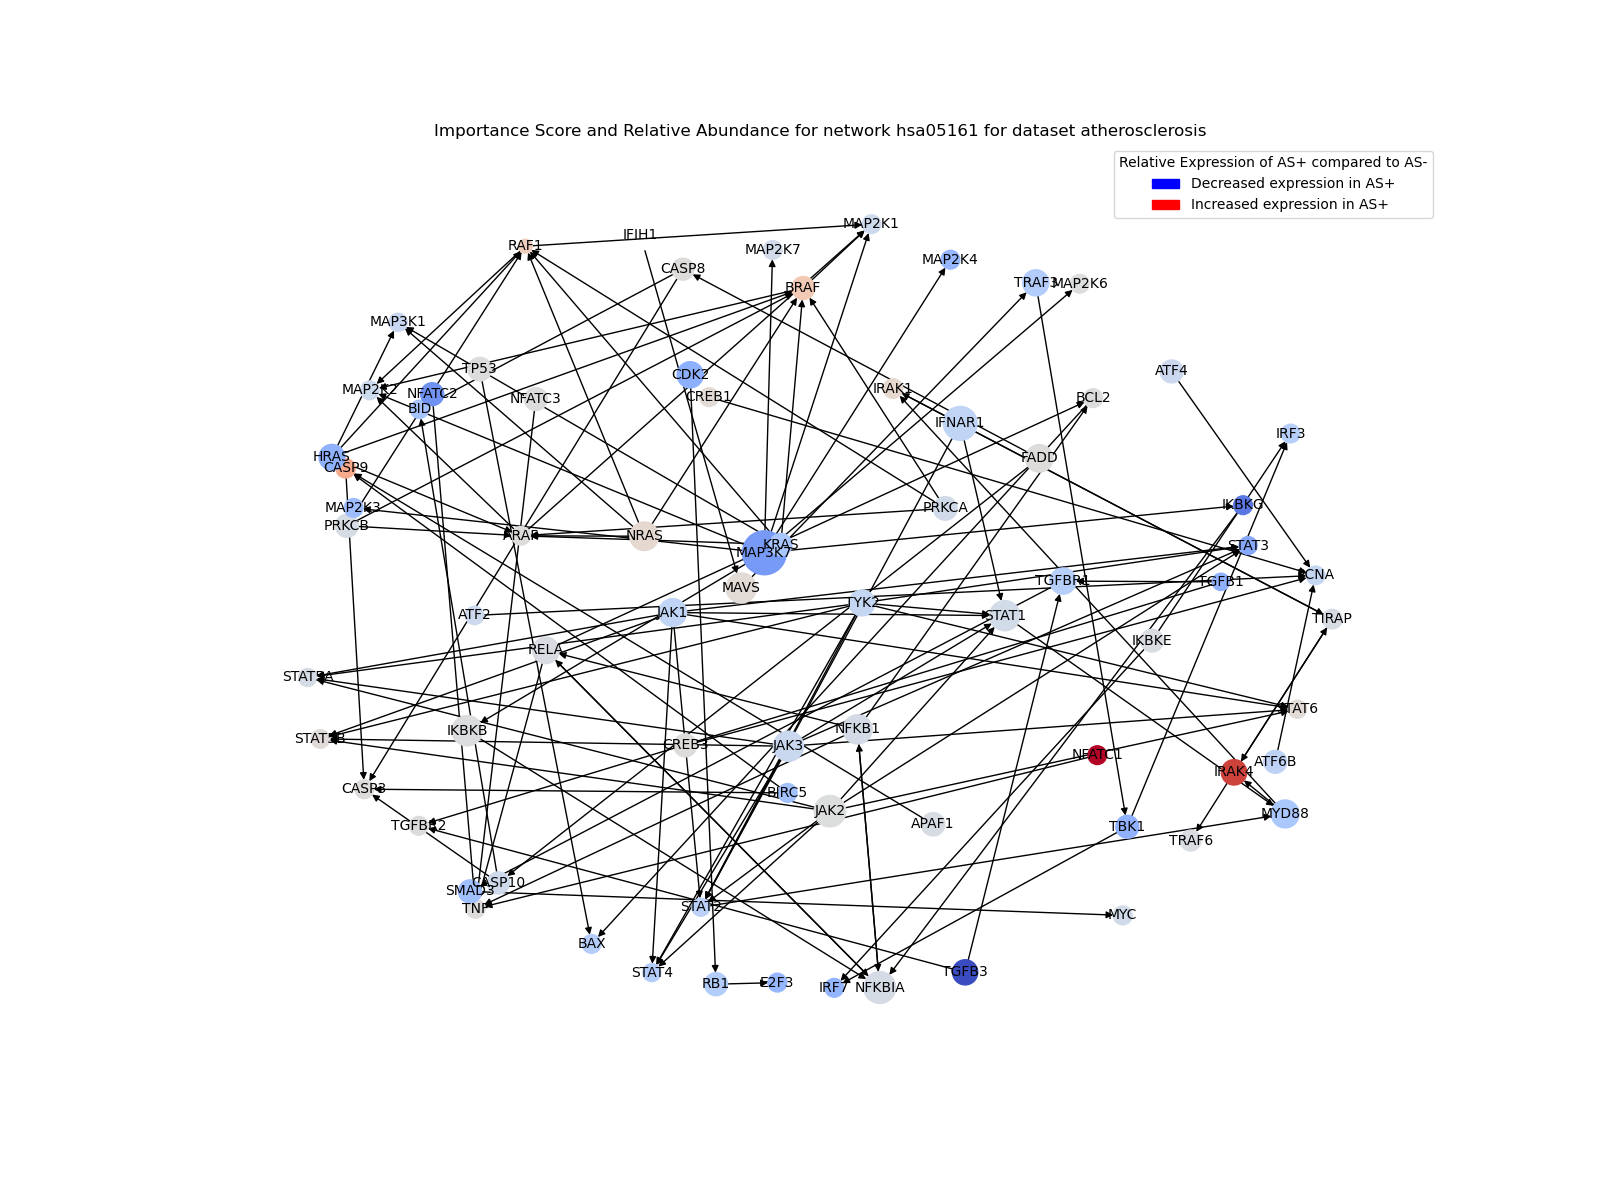 Importance Score and Relative Abundance for network hsa05161 for dataset atherosclerosis
Relative Expression of AS+ compared to AS-
Decreased expression in AS+
Increased expression in AS+
MAP2K1
IFIH1
RAF1
MAP2K7
MAP2K4
CASP8
TRAF3
MAP2K6
BRAF
MAP3K1
TP53
ATF4
CDK2
MAP2K2
IRAK1
NFATC2
CREB1
BCL2
NFATC3
BID
IFNAR1
IRF3
HRAS
FADD
CASP9
IKBKG
MAP2K3
PRKCA
PRKCB
ARAF
NRAS
KRAS
STAT3
MAP3K7
PCNA
TGFBR1
TGFB1
MAVS
TYK2
JAK1
ATF2
STAT1
TIRAP
IKBKE
RELA
STAT5A
STAT6
NFKB1
IKBKB
STAT5B
CREB3
JAK3
NFATC1
ATF6B
IRAK4
CASP3
BIRC5
JAK2
MYD88
APAF1
TGFBR2
TBK1
TRAF6
CASP10
SMAD3
STAT2
TNF
MYC
BAX
STAT4
TGFB3
E2F3
RB1
IRF7
NFKBIA